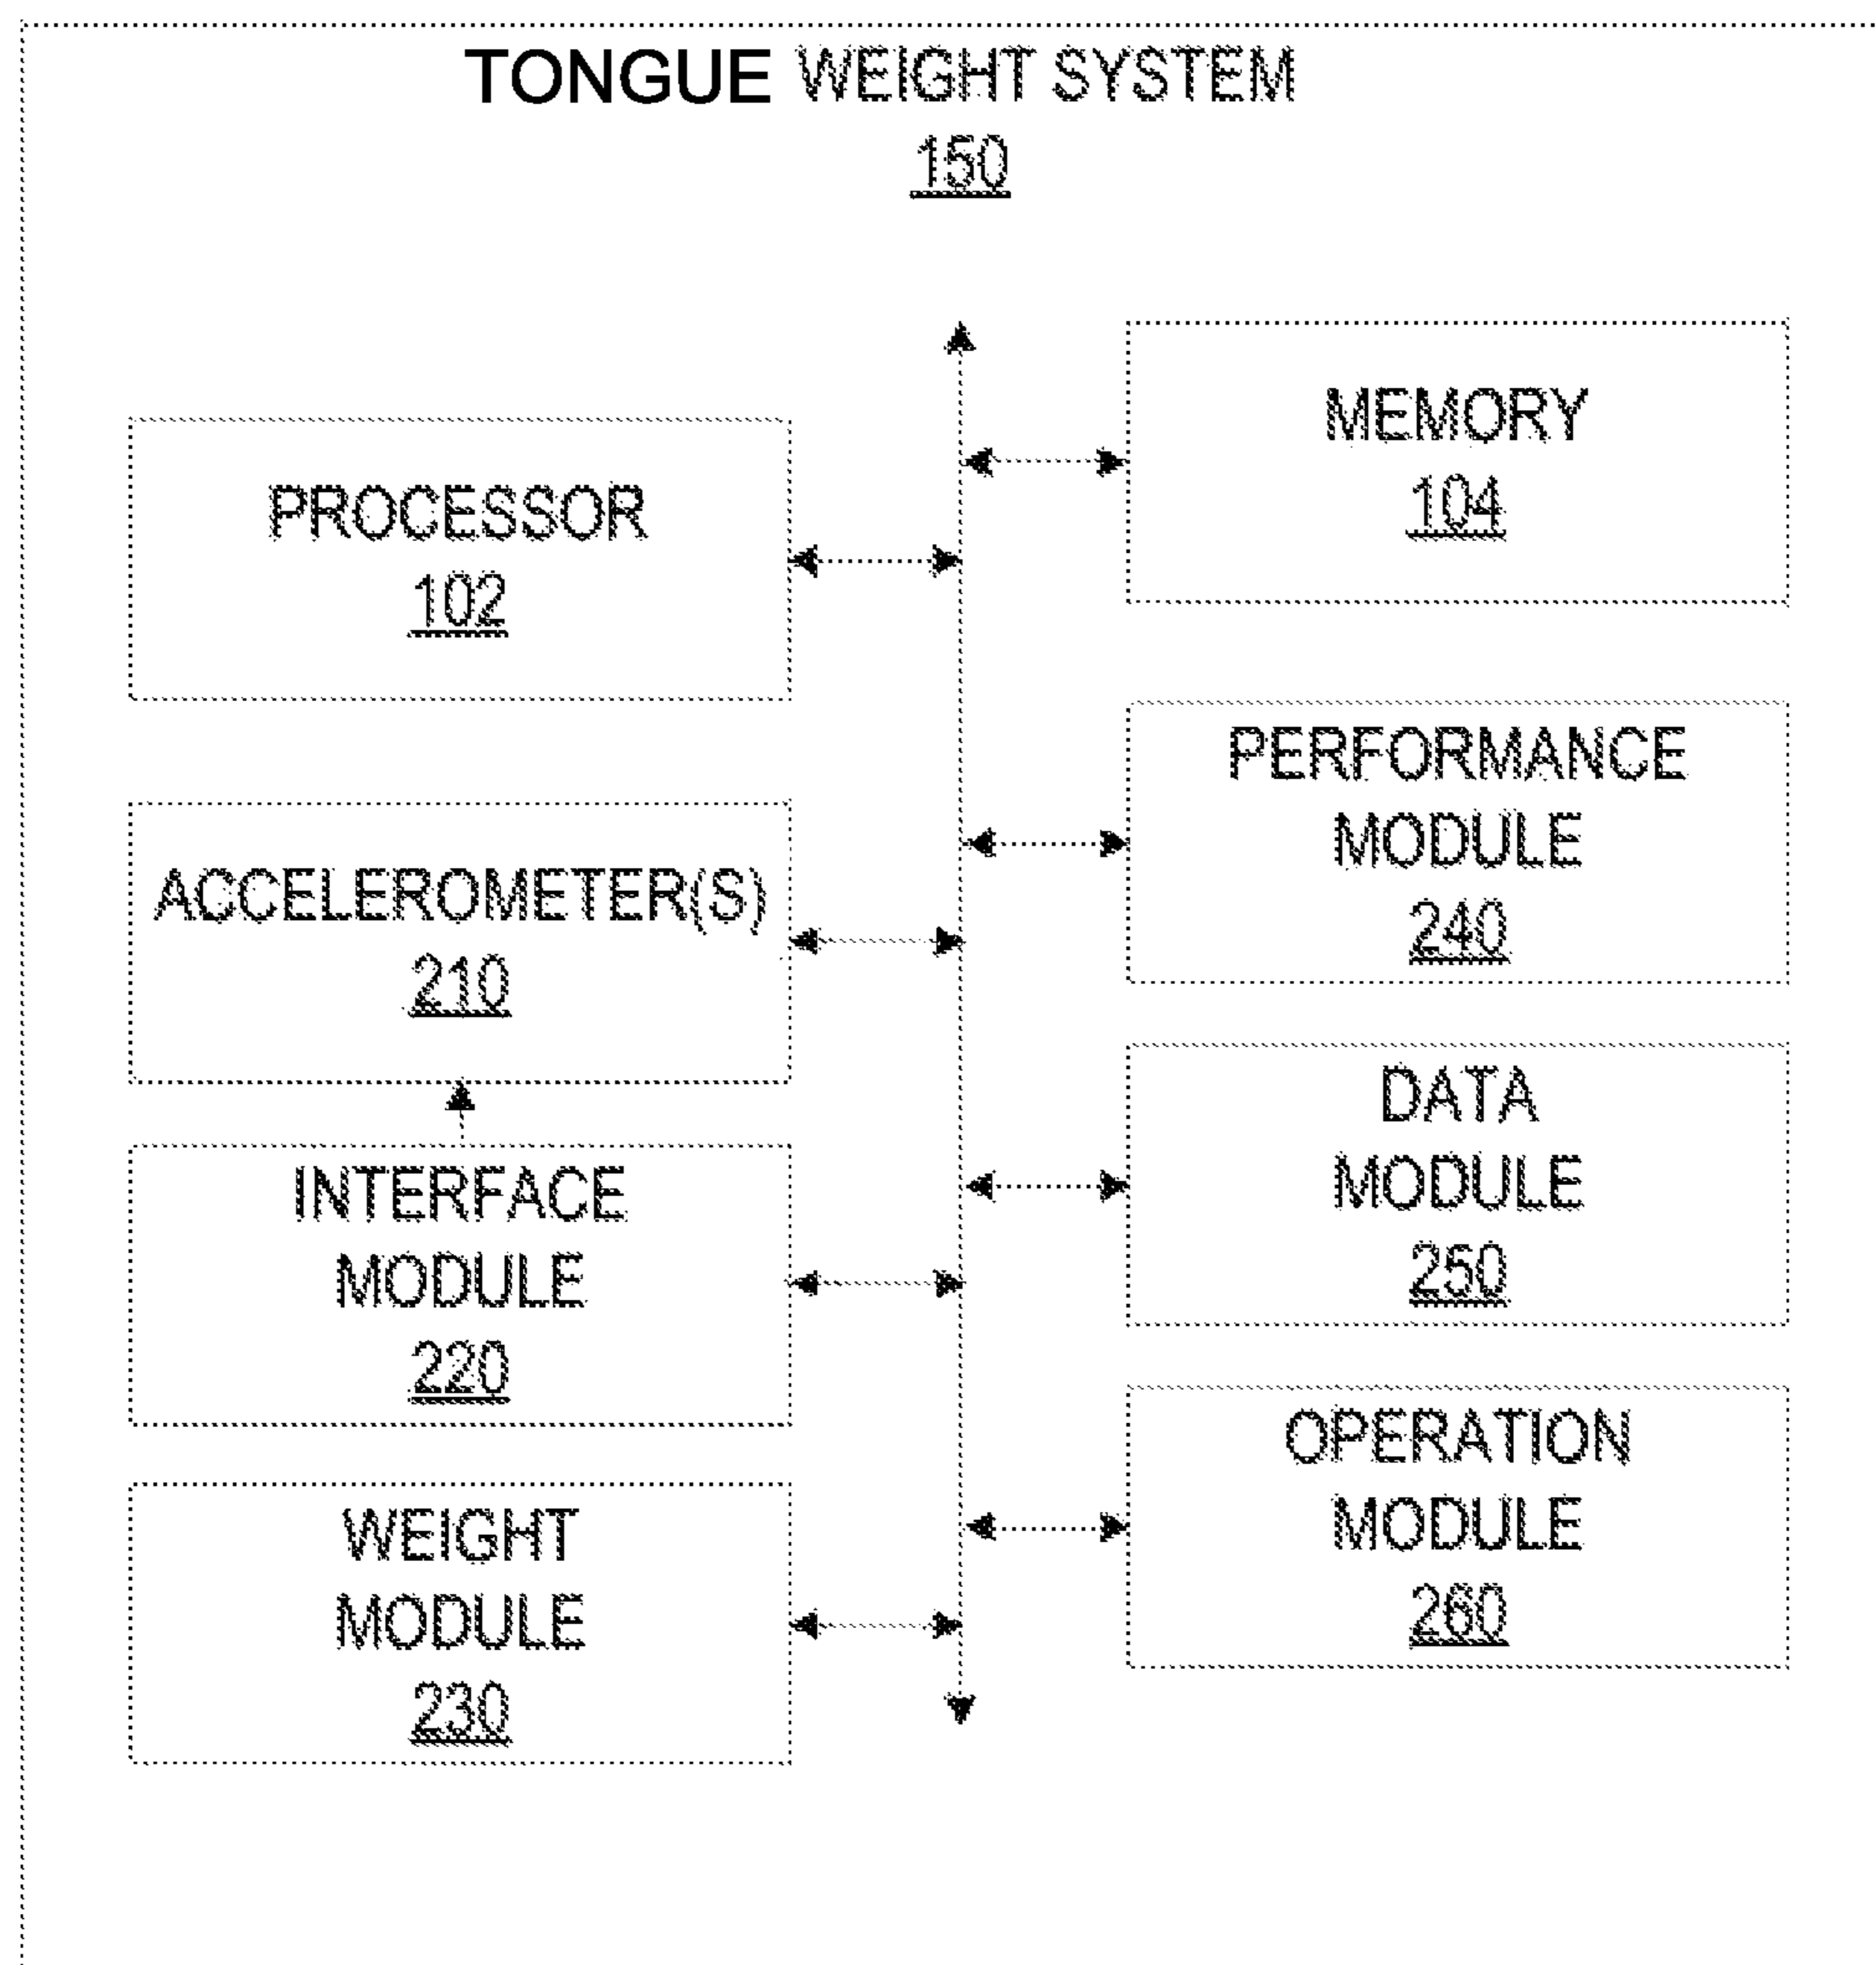 TONGUE WEIGHT SYSTEM
150
PROCESSOR
102
MEMORY
104
ACCELEROMETER(S)
210
PERFORMANCE
MODULE
240
INTERFACE
MODULE
220
DATA
MODULE
250
WEIGHT
MODULE
230
OPERATION
MODULE
260